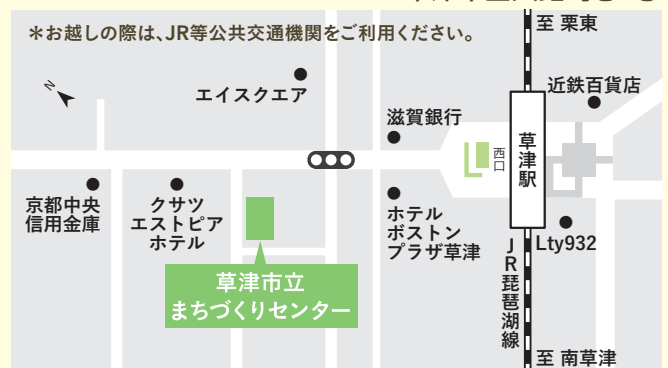 *お越しの際は、JR等公共交通機関をご利用ください。
至 栗東
N
エイスクエア
近鉄百貨店
滋賀銀行
西口
草津駅
京都中央
信用金庫
クサツ
エストピア
ホテル
ホテル
ボストン
プラザ草津
Lty932
草津市立
まちづくりセンター
JR琵琶湖線
至 南草津